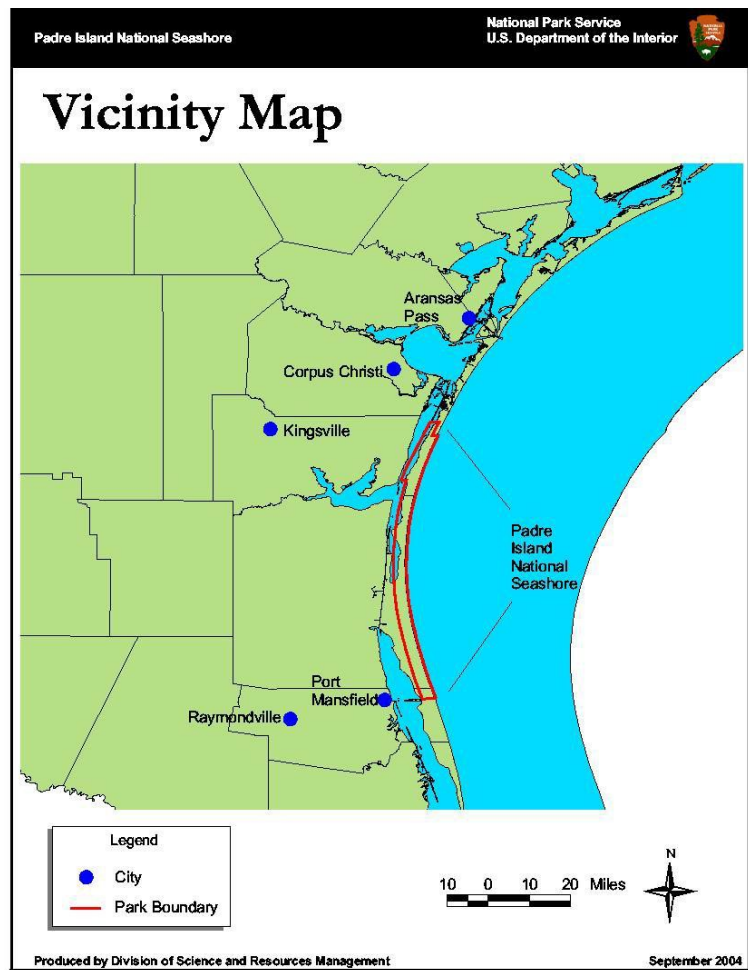 Padre Island National Seashore
National Park Service
U.S. Department of the Interior
Vicinity Map
Aransas
Pass
Corpus Christi
Kingsville
Padre
Island
National
Seashore
Port
Mansfield
Raymondville
Legend
City
Park Boundary
10 0 10 20 Miles
N
Produced by Division of Science and Resources Management
September 2004